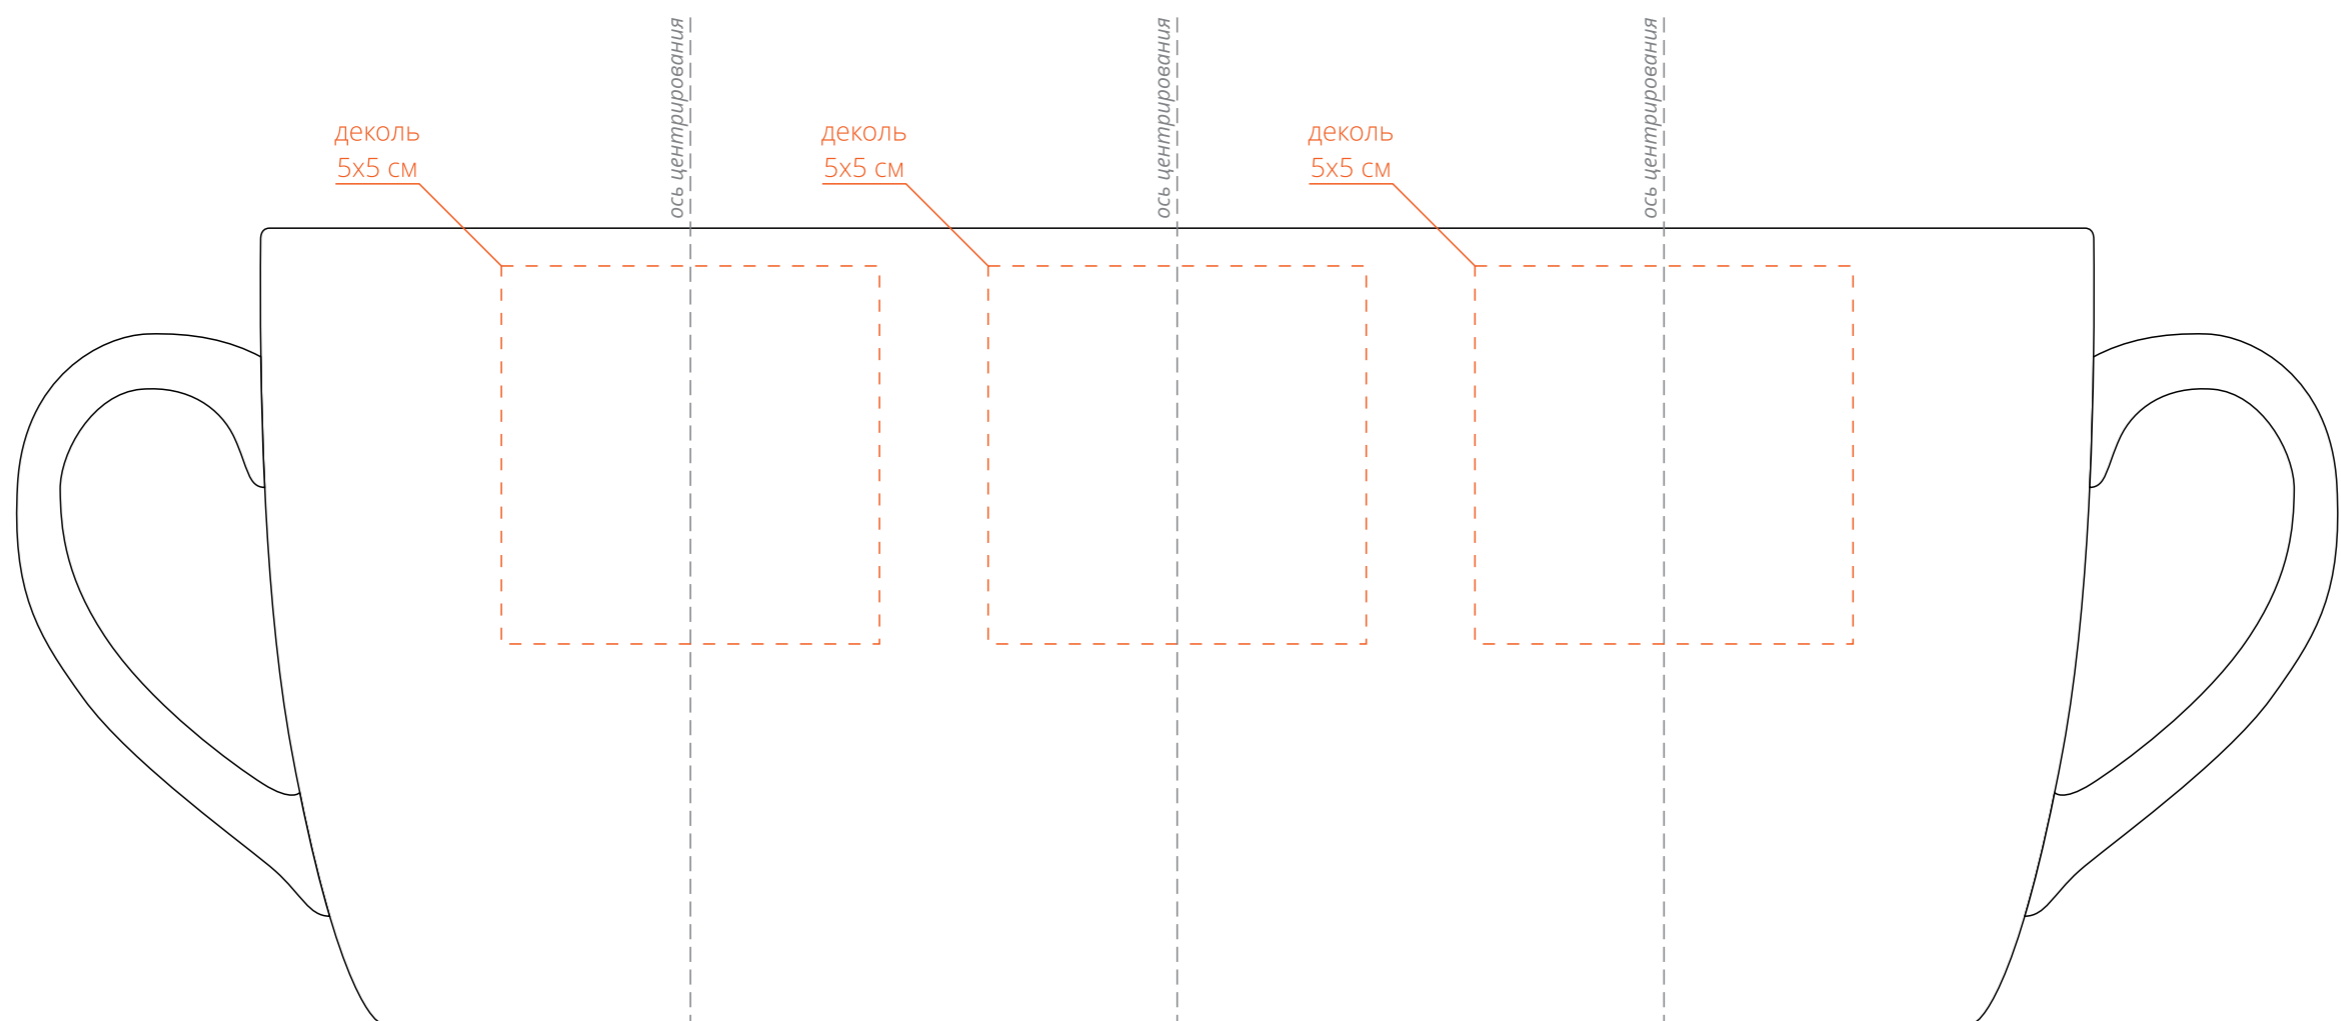 ось центрирования
ось центрирования
ось центрирования
деколь
5х5 см
деколь
5х5 см
деколь
5х5 см